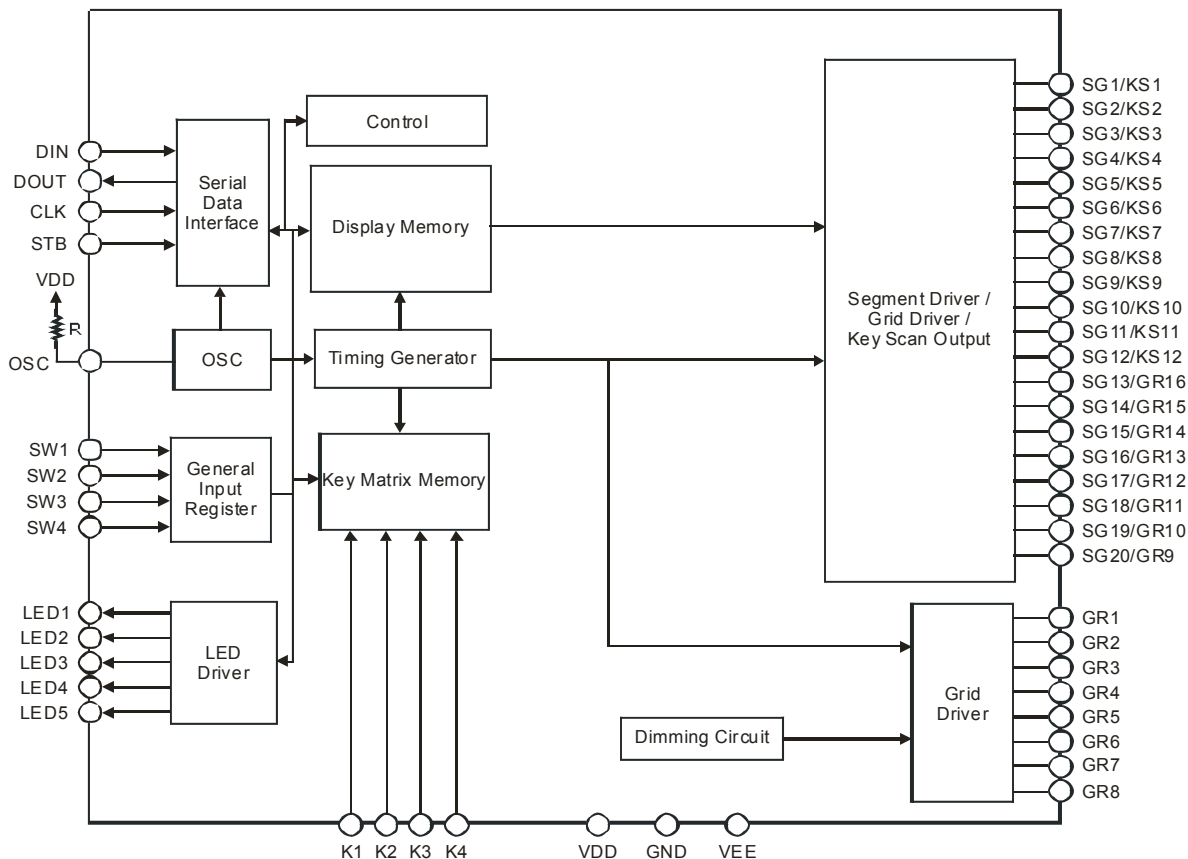 Control
Serial
Data
Interface
Display Memory
OSC
Timing Generator
General
Input
Register
Key Matrix Memory
LED
Driver
Segment Driver /
Grid Driver /
Key Scan Output
Grid
Driver
Dimming Circuit
DIN
DOUT
CLK
STB
VDD
R
OSC
SW1
SW2
SW3
SW4
LED1
LED2
LED3
LED4
LED5
K1 K2 K3 K4 VDD GND VEE
SG1/KS1
SG2/KS2
SG3/KS3
SG4/KS4
SG5/KS5
SG6/KS6
SG7/KS7
SG8/KS8
SG9/KS9
SG10/KS10
SG11/KS11
SG12/KS12
SG13/GR16
SG14/GR15
SG15/GR14
SG16/GR13
SG17/GR12
SG18/GR11
SG19/GR10
SG20/GR9
GR1
GR2
GR3
GR4
GR5
GR6
GR7
GR8